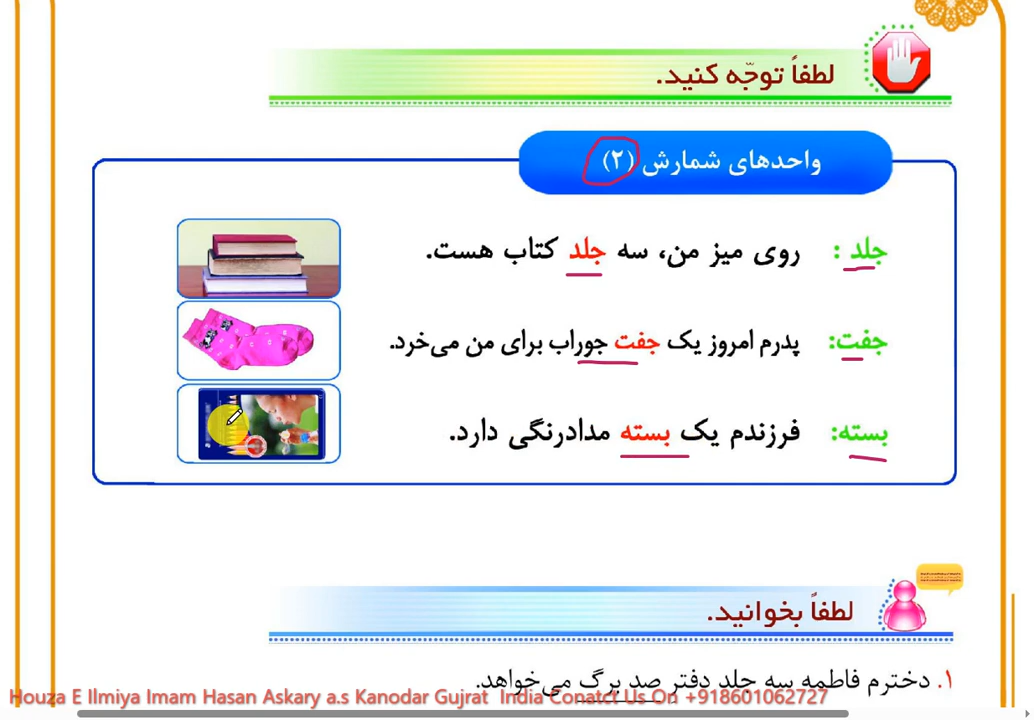 لطفاً توجّه کنید.
واحدهای شمارش (۲)
جلد : روی میز من، سه جلد کتاب هست.
جفت: پدرم امروز یک جفت جوراب برای من می‌خرد.
بسته: فرزندم یک بسته مدادرنگی دارد.
لطفاً بخوانید.
۱. دخترم فاطمه سه جلد دفتر صد برگ می‌خواهد.
Houza E Ilmiya Imam Hasan Askary a.s Kanodar Gujrat India Conatct Us On +918601062727